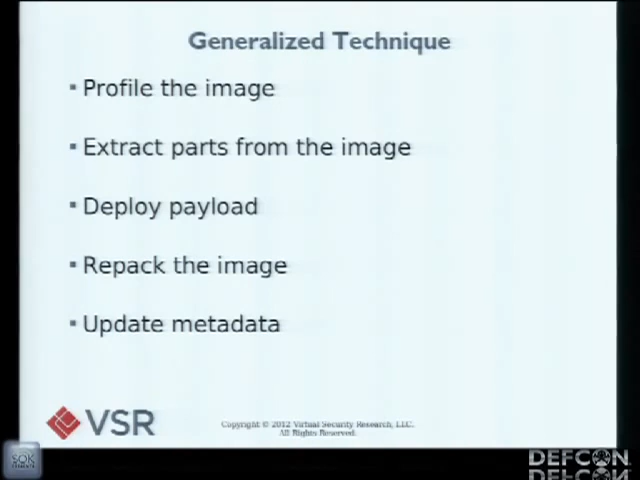 Generalized Technique
▪ Profile the image
▪ Extract parts from the image
▪ Deploy payload
▪ Repack the image
▪ Update metadata
VSR
Copyright © 2012 Virtual Security Research, LLC.
All Rights Reserved.
SOK
DEFCON